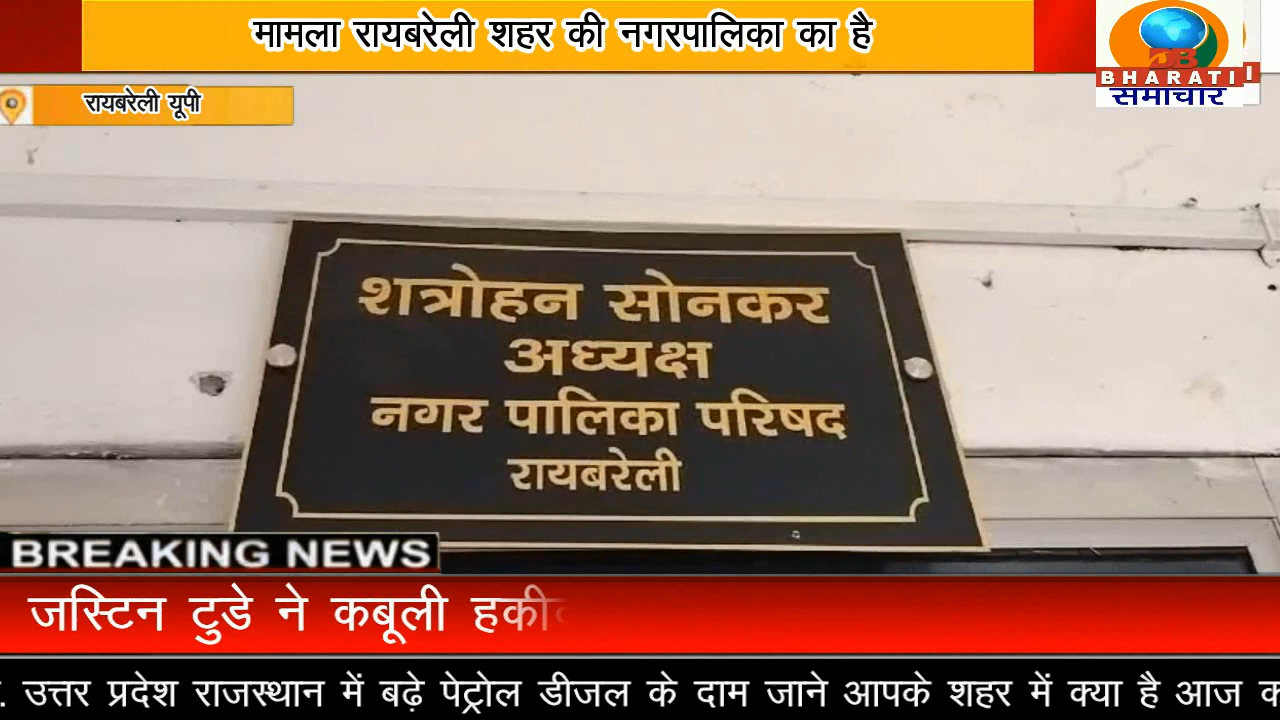 मामला रायबरेली शहर की नगरपालिका का है
DB
BHARATI
समाचार
रायबरेली यूपी
शत्रोहन सोनकर
अध्यक्ष
नगर पालिका परिषद
रायबरेली
BREAKING NEWS
जस्टिन टुडे ने कबूली
उत्तर प्रदेश राजस्थान में बढ़े पेट्रोल डीजल के दाम जाने आपके शहर में क्या है आज